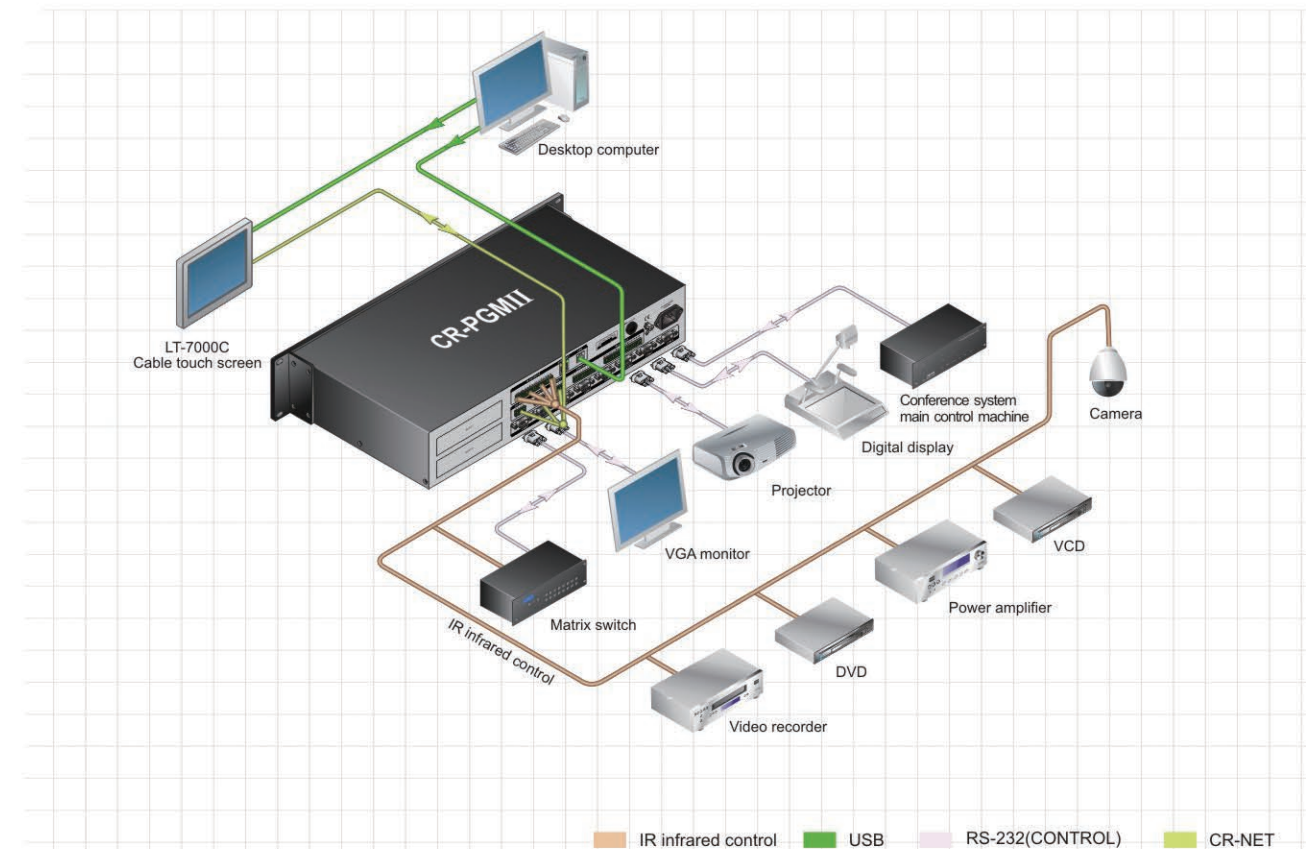 Desktop computer
LT-7000C
Cable touch screen
CR-PGMII
Conference system
main control machine
Camera
Digital display
Projector
VGA monitor
VCD
Power amplifier
Matrix switch
IR infrared control
DVD
Video recorder
IR infrared control
USB
RS-232(CONTROL)
CR-NET